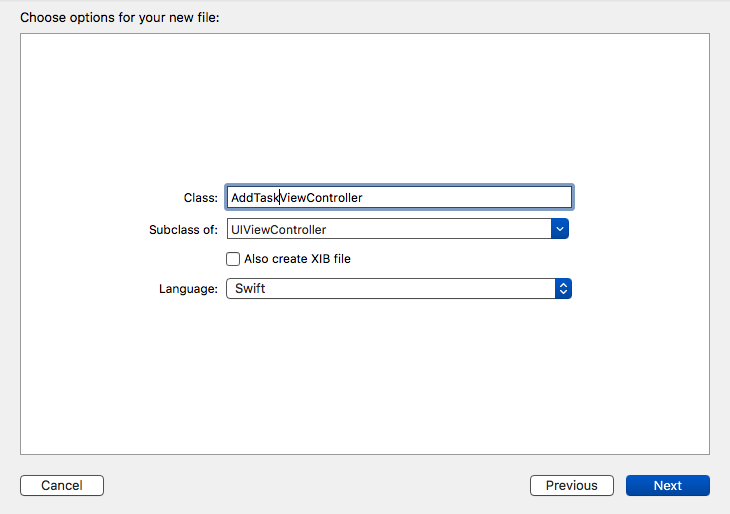 Choose options for your new file:
Class: AddTaskViewController
Subclass of: UIViewController
Also create XIB file
Language: Swift
Cancel Previous Next